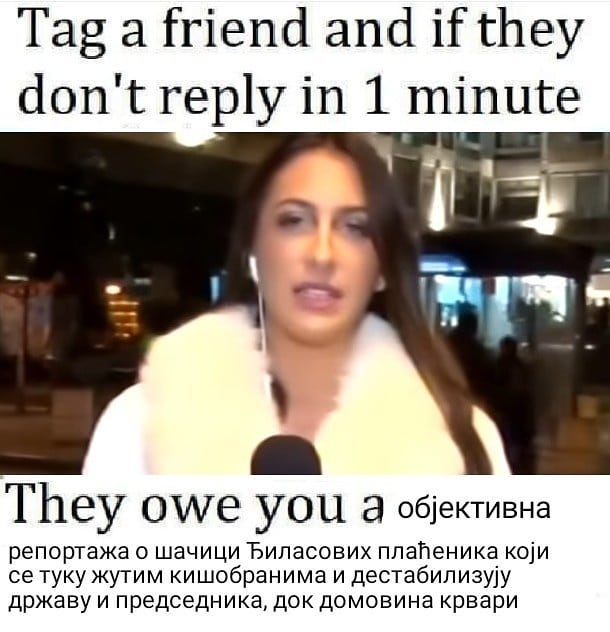 Tag a friend and if they
don't reply in 1 minute
They owe you a објективна
репортажа о шачици Ђиласових плаћеника који
се туку жутим кишобранима и дестабилизују
државу и председника, док домовина крвари